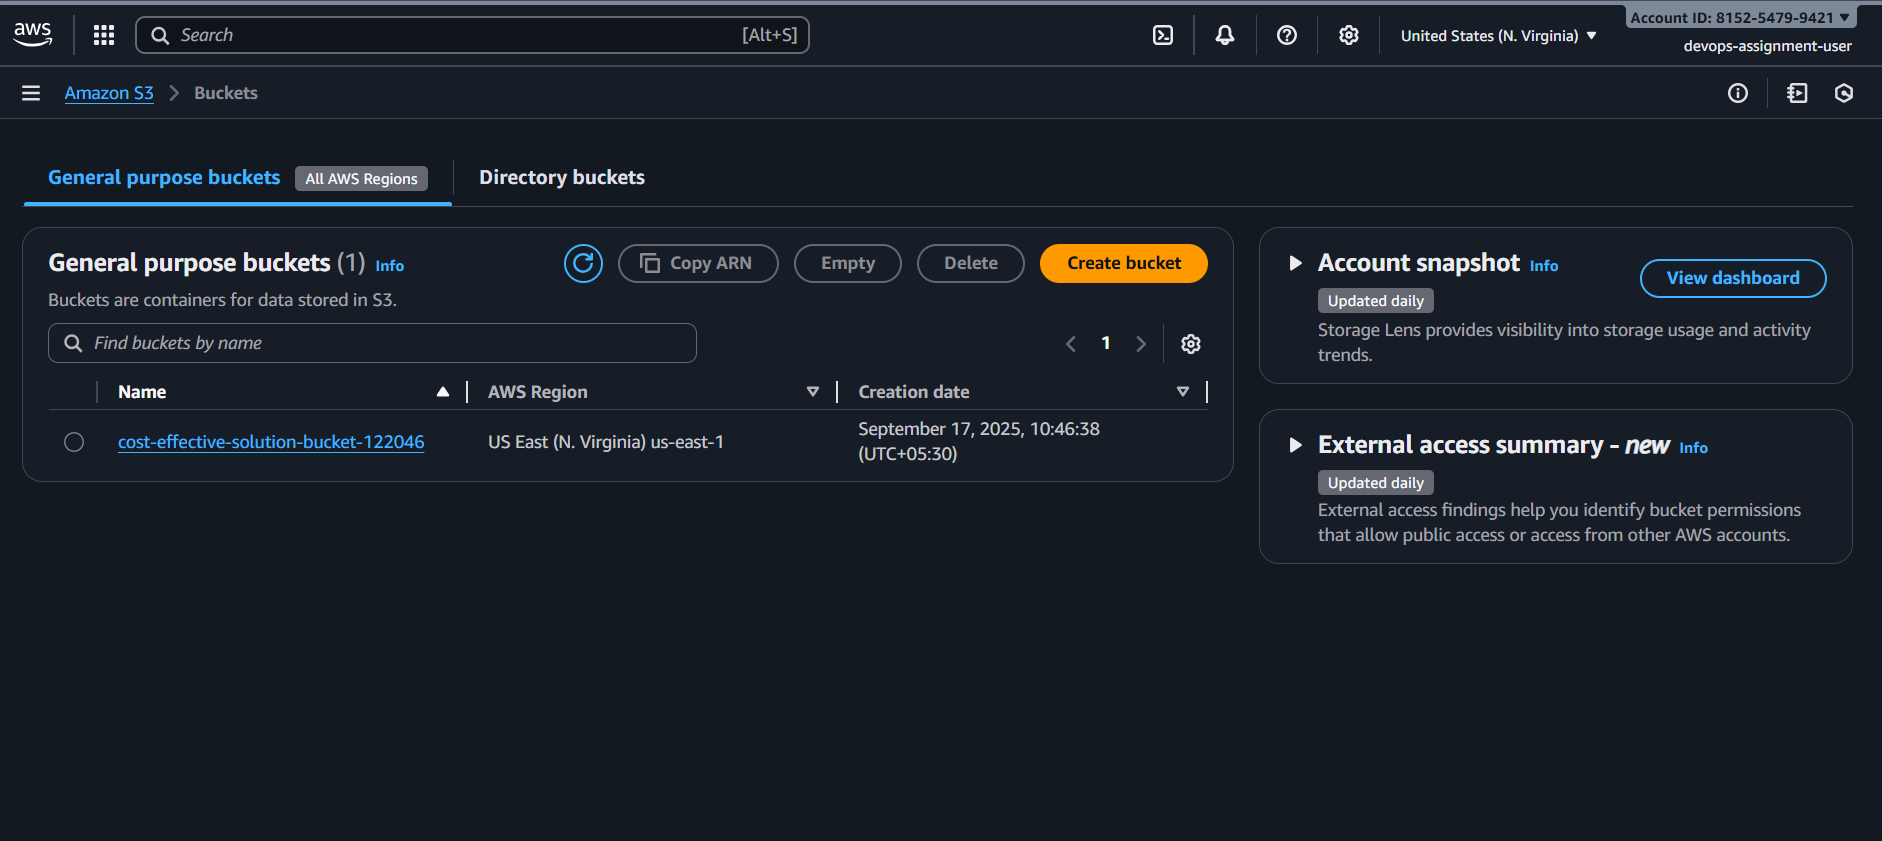 aws
Search [Alt+S]
United States (N. Virginia)
Account ID: 8152-5479-9421
devops-assignment-user
Amazon S3 Buckets
General purpose buckets All AWS Regions Directory buckets
General purpose buckets (1) Info
Copy ARN Empty Delete Create bucket
Buckets are containers for data stored in S3.
Find buckets by name
1
Name AWS Region Creation date
cost-effective-solution-bucket-122046 US East (N. Virginia) us-east-1 September 17, 2025, 10:46:38
(UTC+05:30)
Account snapshot Info
View dashboard
Updated daily
Storage Lens provides visibility into storage usage and activity
trends.
External access summary - new Info
Updated daily
External access findings help you identify bucket permissions
that allow public access or access from other AWS accounts.